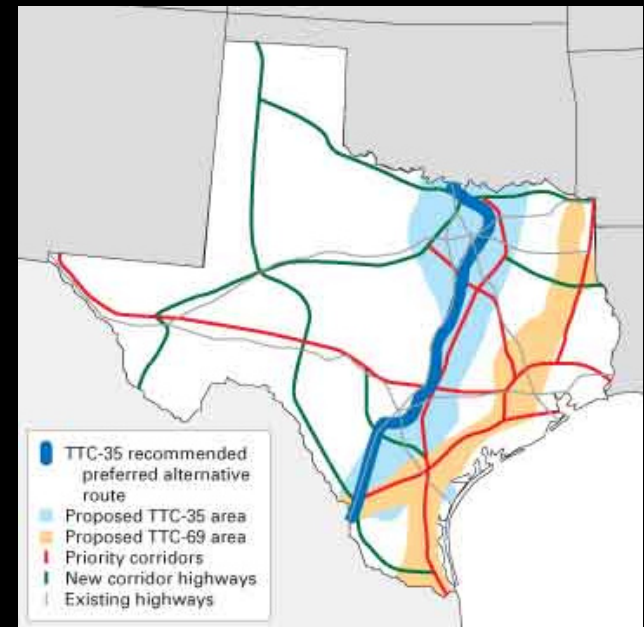 TTC-35 recommended
preferred alternative
route
Proposed TTC-35 area
Proposed TTC-69 area
Priority corridors
New corridor highways
Existing highways